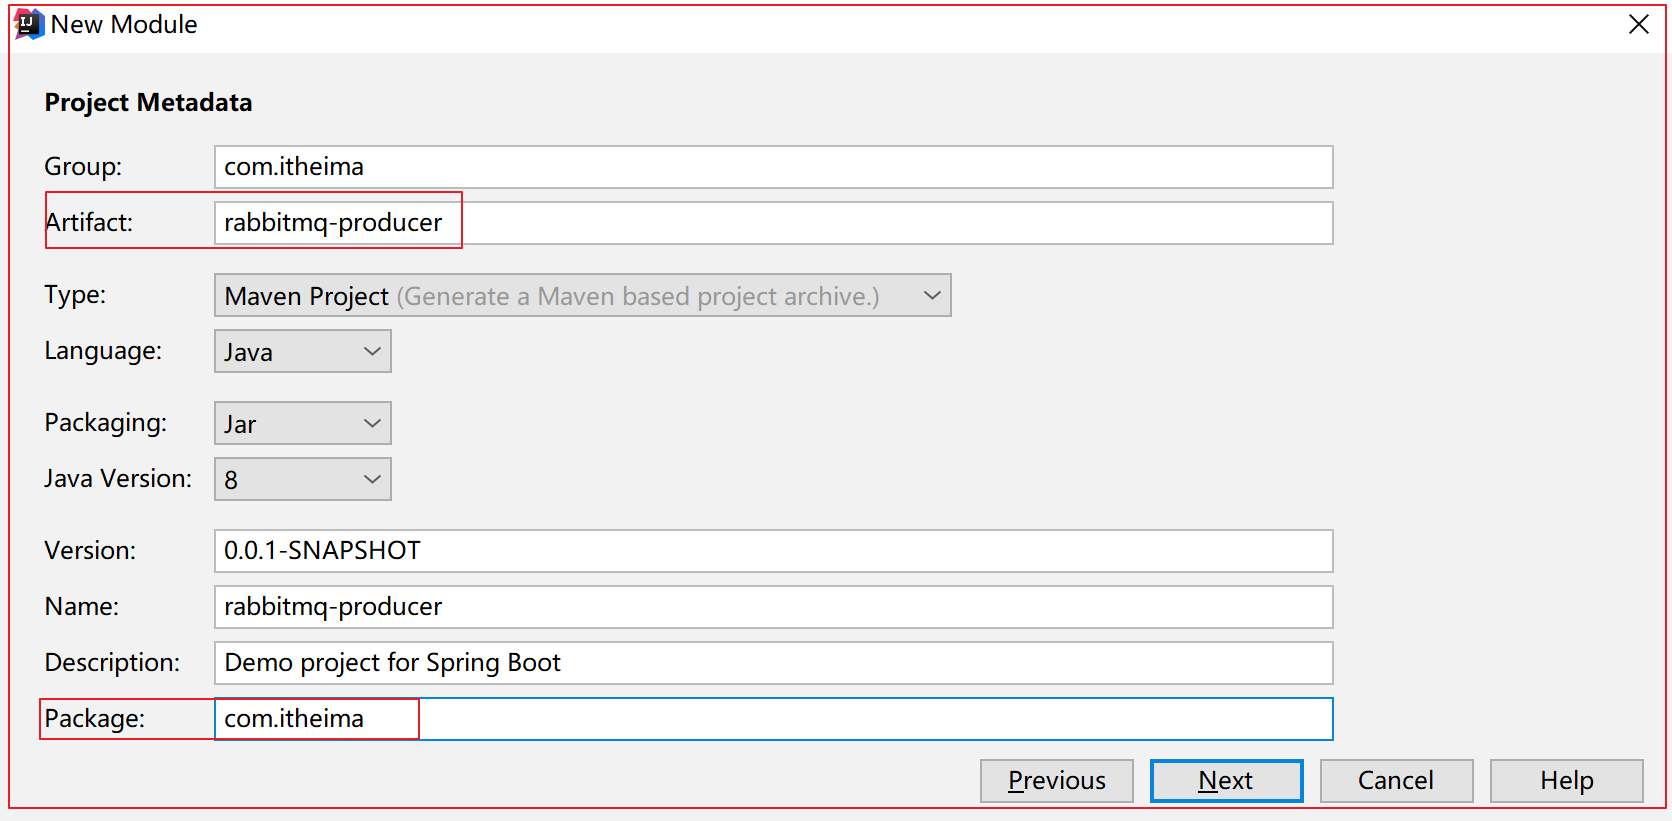 IJ New Module
Project Metadata
Group: com.itheima
Artifact: rabbitmq-producer
Type: Maven Project (Generate a Maven based project archive.)
Language: Java
Packaging: Jar
Java Version: 8
Version: 0.0.1-SNAPSHOT
Name: rabbitmq-producer
Description: Demo project for Spring Boot
Package: com.itheima
Previous Next Cancel Help